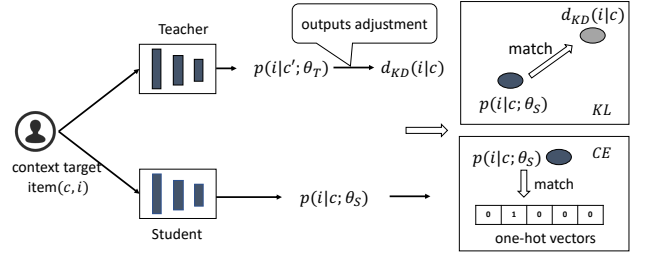 Teacher
outputs adjustment
p(i|c′; θ_T)
d_KD(i|c)
context target
item(c, i)
Student
p(i|c; θ_S)
d_KD(i|c)
match
p(i|c; θ_S)
KL
p(i|c; θ_S)
CE
match
0 1 0 0 0
one-hot vectors